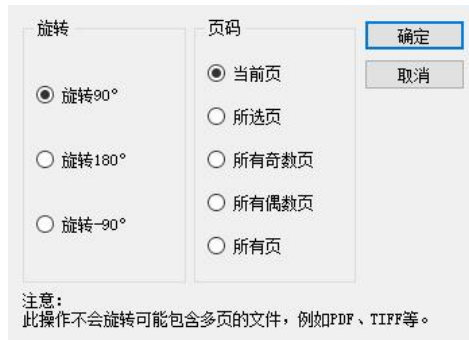 旋转
旋转90°
旋转180°
旋转-90°
页码
当前页
所选页
所有奇数页
所有偶数页
所有页
确定
取消
注意：
此操作不会旋转可能包含多页的文件，例如PDF、TIFF等。